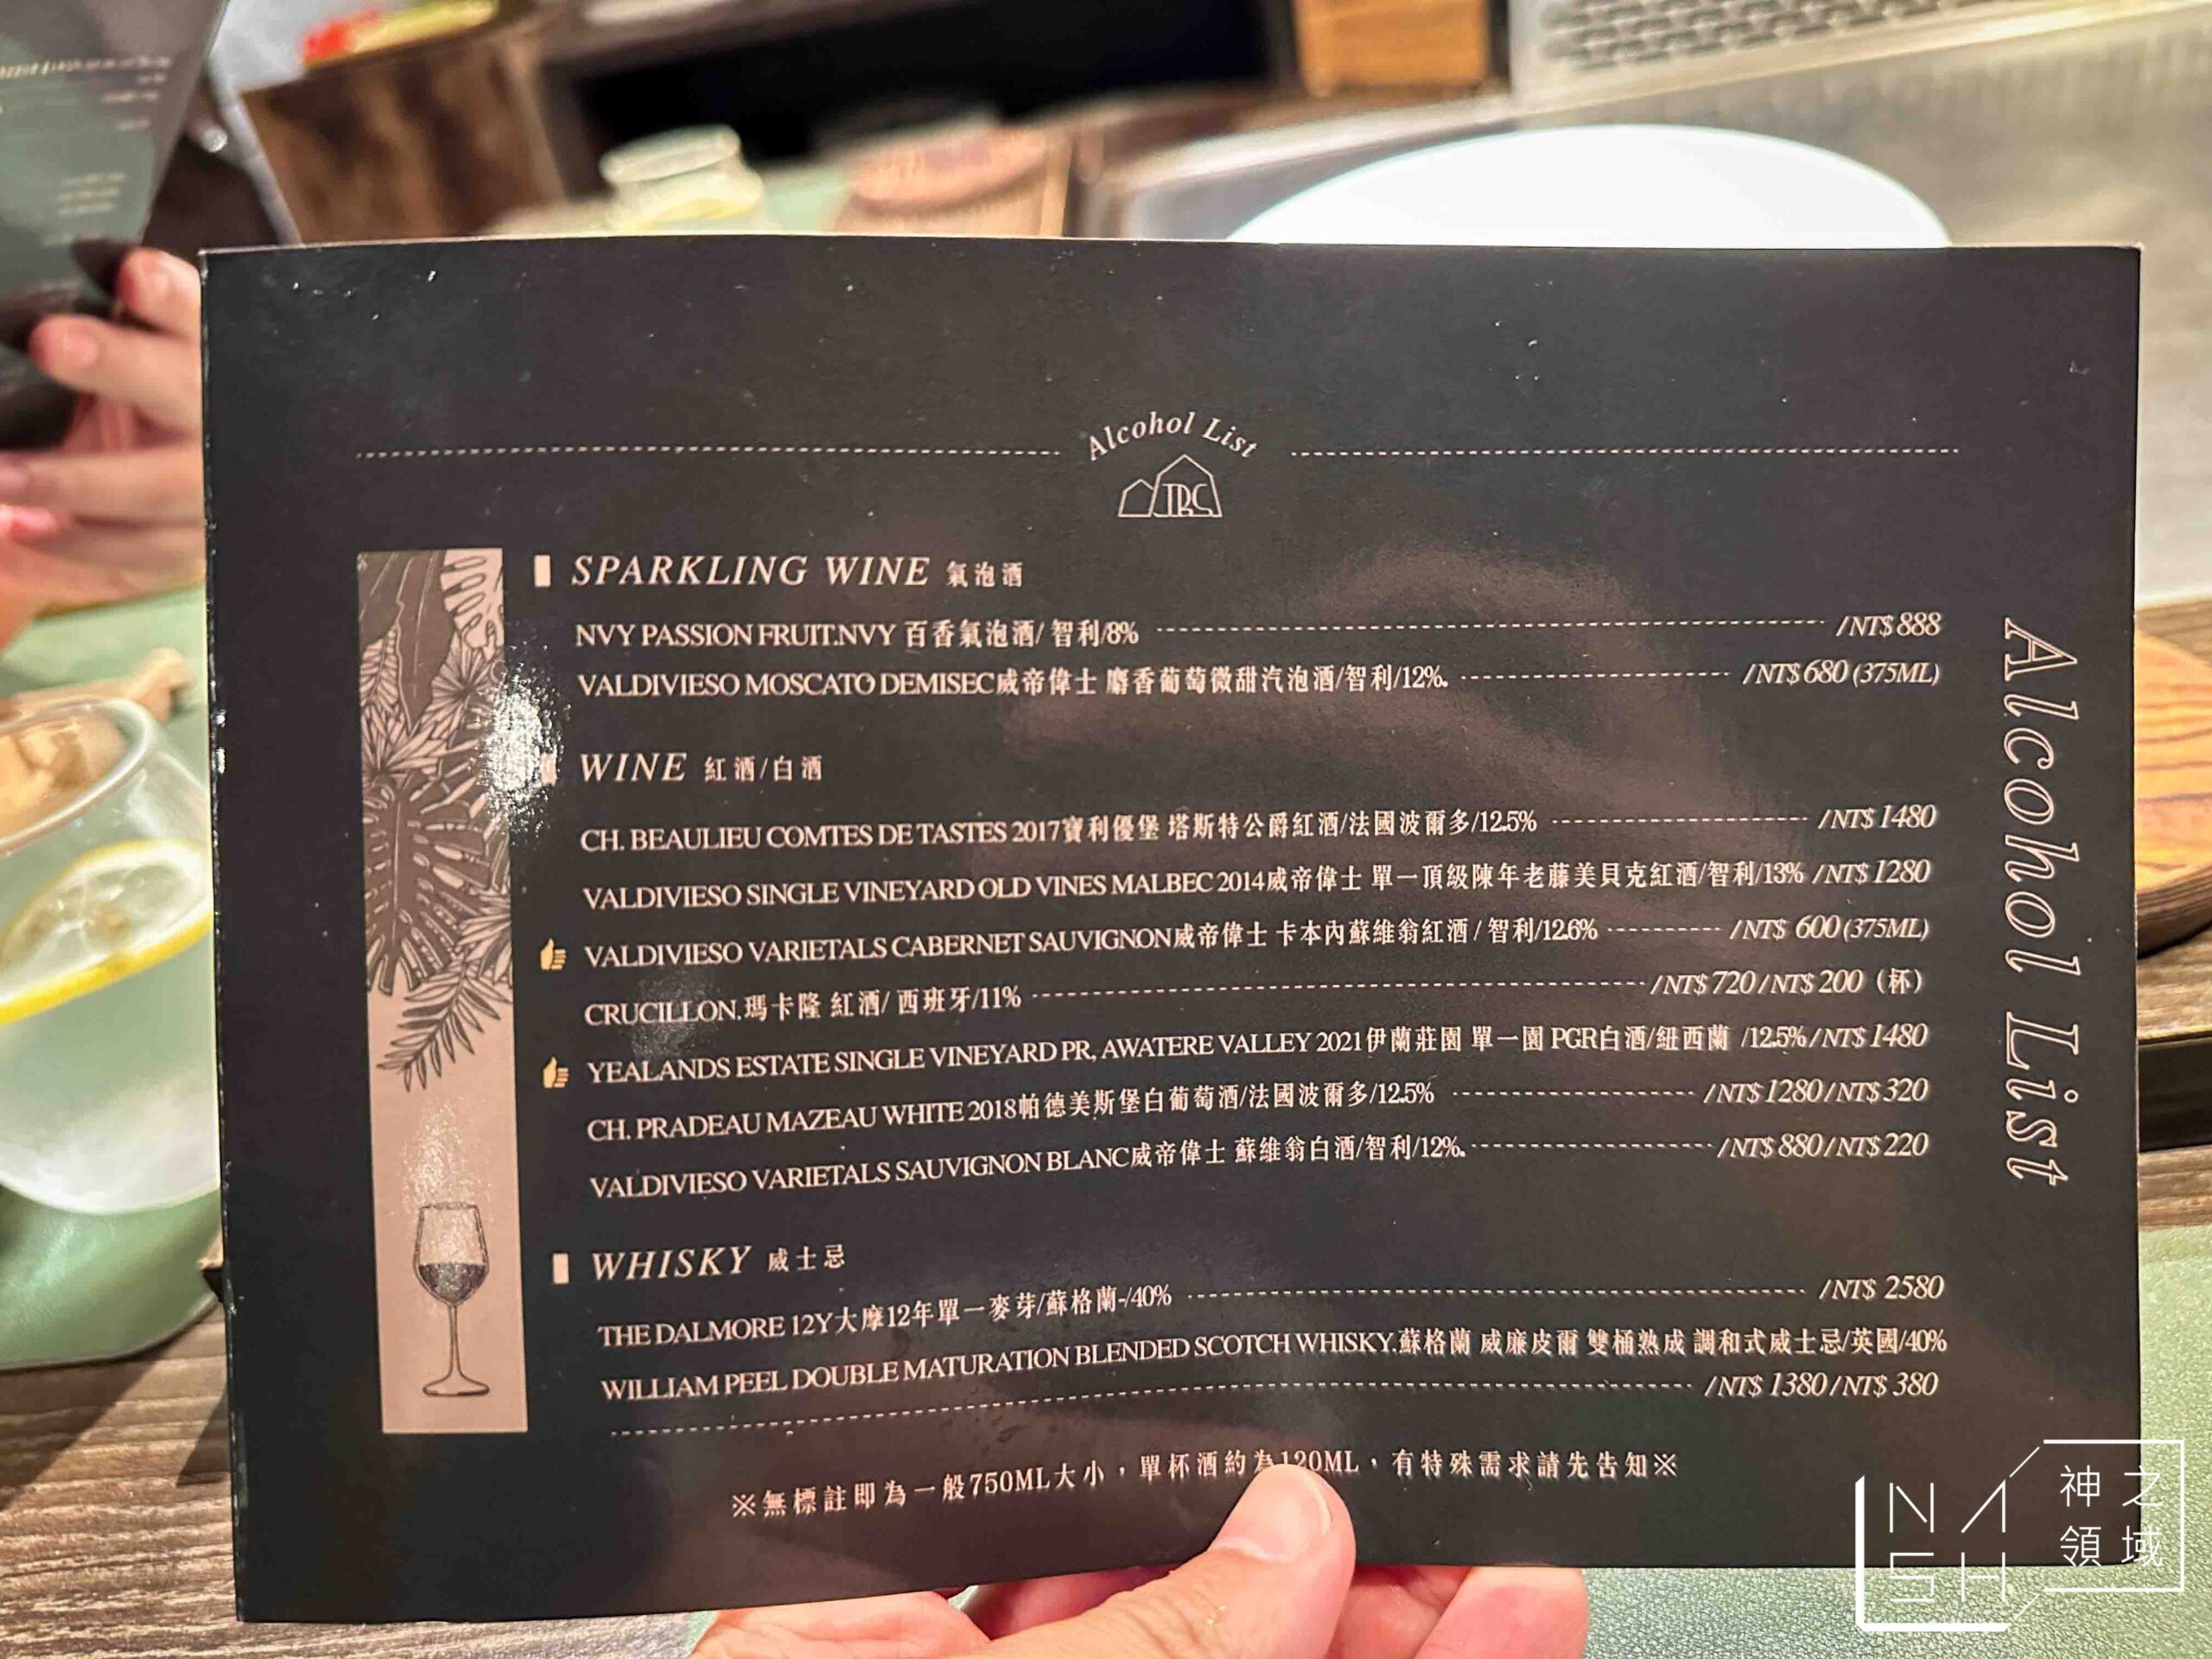 Alcohol List
JBS
SPARKLING WINE 氣泡酒
NVY PASSION FRUIT.NVY 百香氣泡酒/ 智利/8% /NT$888
VALDIVIESO MOSCATO DEMISEC威帝偉士 麝香葡萄微甜汽泡酒/智利/12%. /NT$680(375ML)
WINE 紅酒/白酒
CH. BEAULIEU COMTES DE TASTES 2017寶利優堡 塔斯特公爵紅酒/法國波爾多/12.5% /NT$1480
VALDIVIESO SINGLE VINEYARD OLD VINES MALBEC 2014威帝偉士 單一頂級陳年老藤美貝克紅酒/智利/13% /NT$1280
VALDIVIESO VARIETALS CABERNET SAUVIGNON威帝偉士 卡本內蘇維翁紅酒 / 智利/12.6% /NT$ 600(375ML)
CRUCILLON.瑪卡隆 紅酒/ 西班牙/11% /NT$720/NT$200 (杯)
YEALANDS ESTATE SINGLE VINEYARD PR, AWATERE VALLEY 2021伊蘭莊園 單一園 PGR白酒/紐西蘭 /12.5%/NT$1480
CH. PRADEAU MAZEAU WHITE 2018帕德美斯堡白葡萄酒/法國波爾多/12.5% /NT$1280/NT$320
VALDIVIESO VARIETALS SAUVIGNON BLANC威帝偉士 蘇維翁白酒/智利/12%. /NT$880/NT$220
WHISKY 威士忌
THE DALMORE 12Y大摩12年單一麥芽/蘇格蘭-/40% /NT$ 2580
WILLIAM PEEL DOUBLE MATURATION BLENDED SCOTCH WHISKY.蘇格蘭 威廉皮爾 雙桶熟成 調和式威士忌/英國/40%
/NT$ 1380/NT$ 380
※無標註即為一般750ML大小，單杯酒約為120ML，有特殊需求請先告知※
Alcohol List
NASH
神之
領域